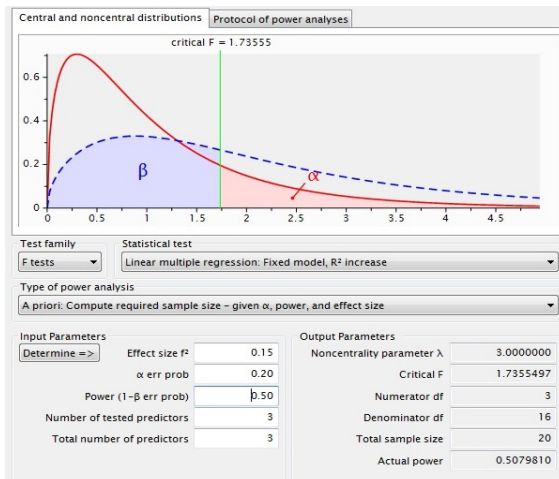 Central and noncentral distributions Protocol of power analyses
critical F = 1.73555
0.6
0.4
0.2
0
β
α
0 0.5 1 1.5 2 2.5 3 3.5 4 4.5
Test family Statistical test
F tests Linear multiple regression: Fixed model, R² increase
Type of power analysis
A priori: Compute required sample size – given α, power, and effect size
Input Parameters Output Parameters
Determine => Effect size f² 0.15 Noncentrality parameter λ 3.0000000
α err prob 0.20 Critical F 1.7355497
Power (1-β err prob) 0.50 Numerator df 3
Number of tested predictors 3 Denominator df 16
Total number of predictors 3 Total sample size 20
Actual power 0.5079810